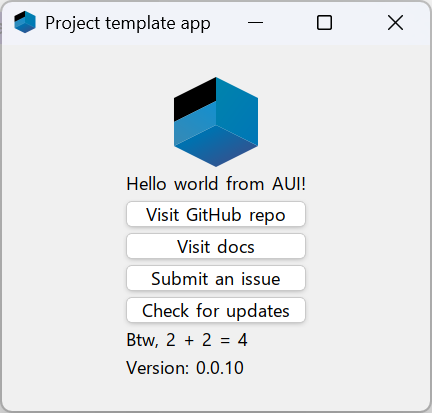 Project template app
Hello world from AUI!
Visit GitHub repo
Visit docs
Submit an issue
Check for updates
Btw, 2 + 2 = 4
Version: 0.0.10